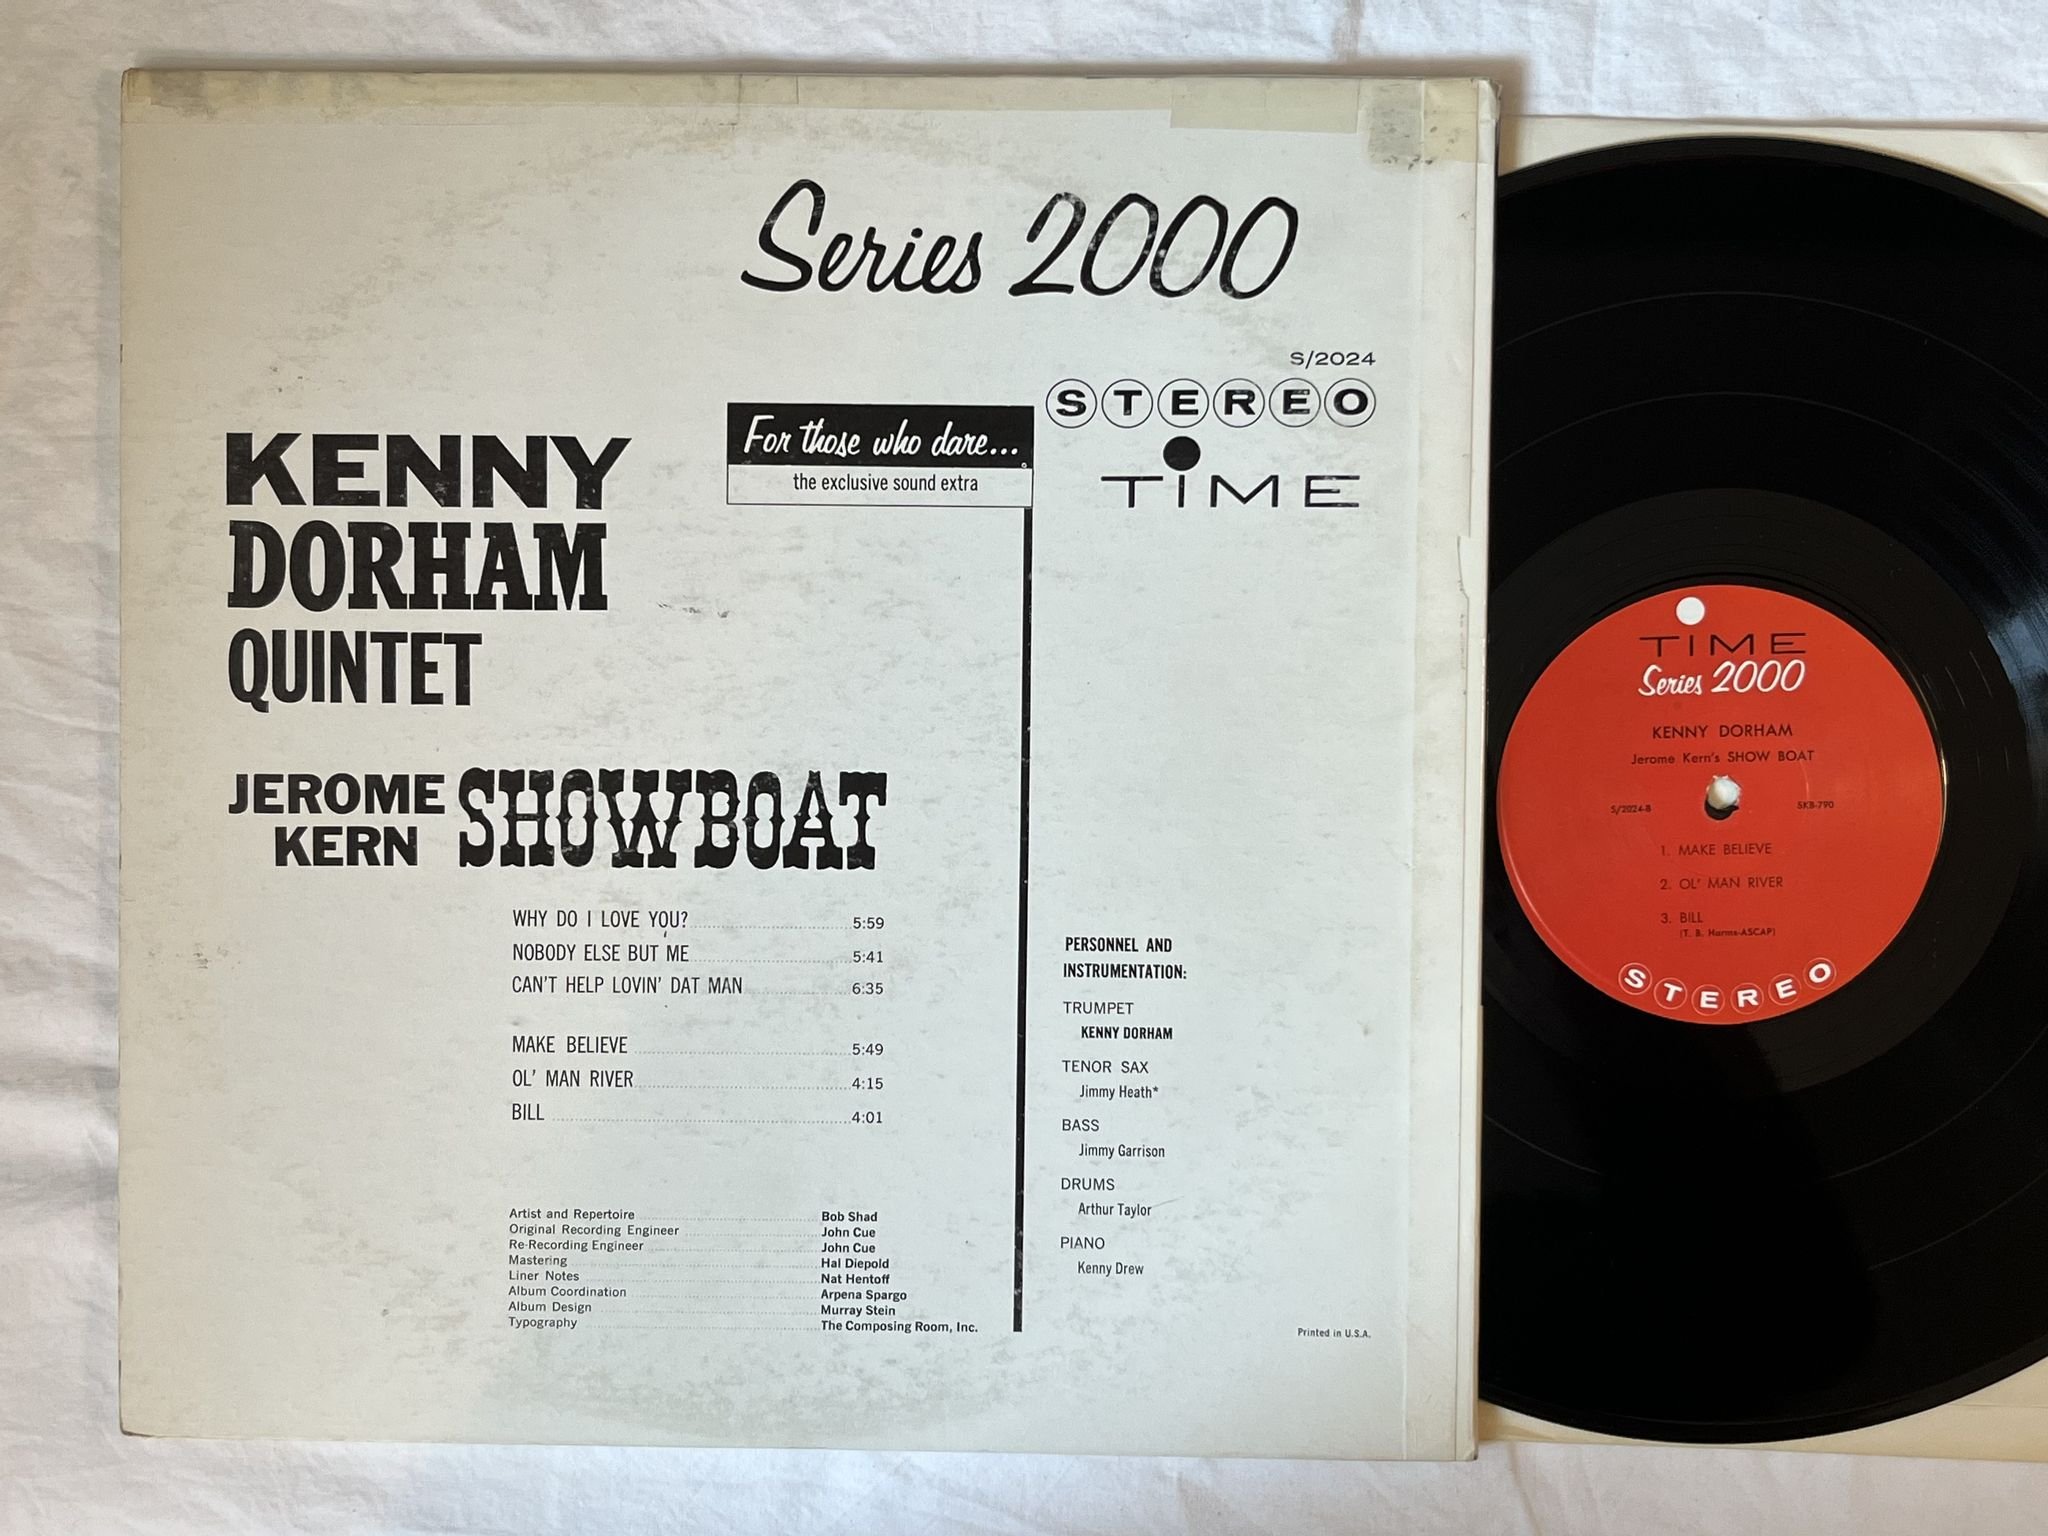 Series 2000
S/2024
STEREO
TIME
For those who dare...
the exclusive sound extra
KENNY
DORHAM
QUINTET
JEROME
KERN
SHOWBOAT
WHY DO I LOVE YOU? 5:59
NOBODY ELSE BUT ME 5:41
CAN'T HELP LOVIN' DAT MAN 6:35
MAKE BELIEVE 5:49
OL' MAN RIVER 4:15
BILL 4:01
Artist and Repertoire Bob Shad
Original Recording Engineer John Cue
Re-Recording Engineer John Cue
Mastering Hal Diepold
Liner Notes Nat Hentoff
Album Coordination Arpena Spargo
Album Design Murray Stein
Typography The Composing Room, Inc.
PERSONNEL AND
INSTRUMENTATION:
TRUMPET
KENNY DORHAM
TENOR SAX
Jimmy Heath*
BASS
Jimmy Garrison
DRUMS
Arthur Taylor
PIANO
Kenny Drew
Printed in U.S.A.
TIME
Series 2000
KENNY DORHAM
Jerome Kern's SHOW BOAT
S/2024-B SKB-790
1. MAKE BELIEVE
2. OL' MAN RIVER
3. BILL
(T. B. Harms-ASCAP)
STEREO